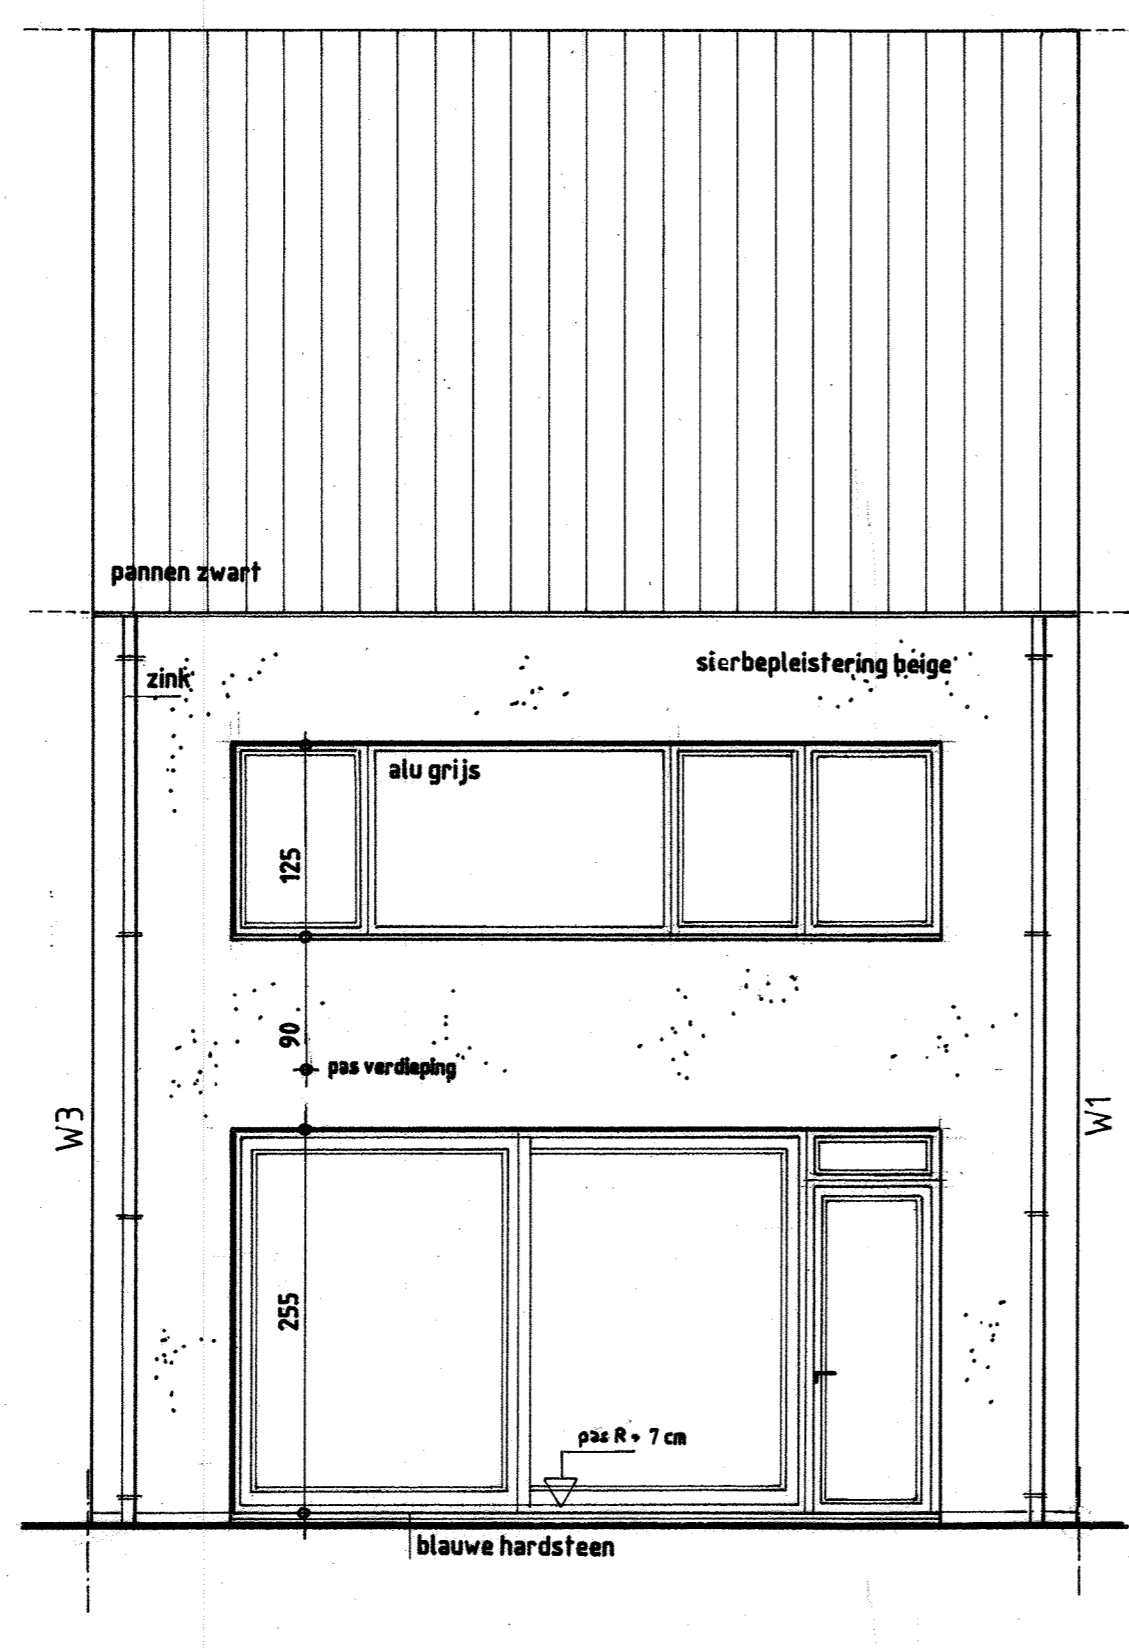 pannen zwart
sierbepleistering beige
zink
alu grijs
125
90
pas verdieping
W3
W1
255
pas R + 7 cm
blauwe hardsteen